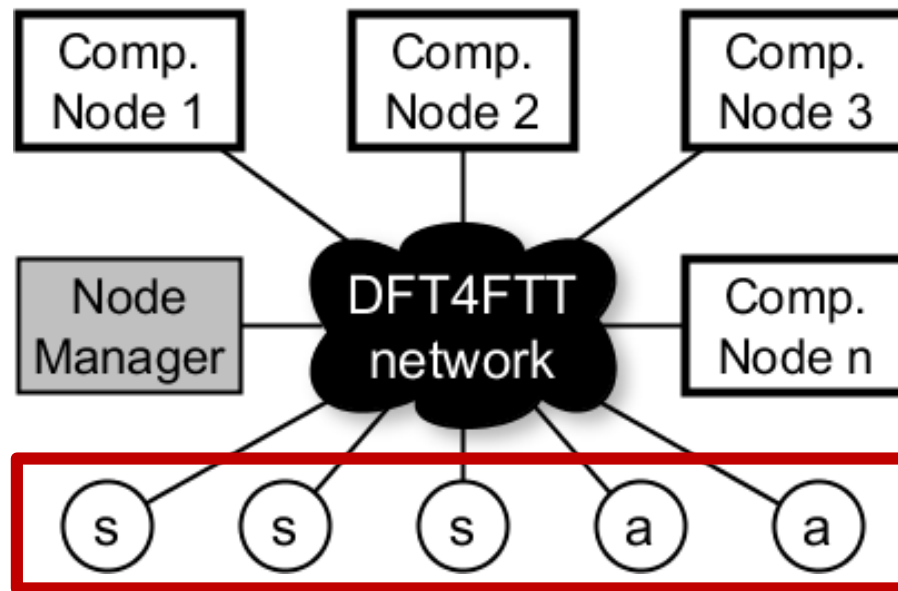 Comp.
Node 1
Comp.
Node 2
Comp.
Node 3
Node
Manager
DFT4FTT
network
Comp.
Node n
s
s
s
a
a